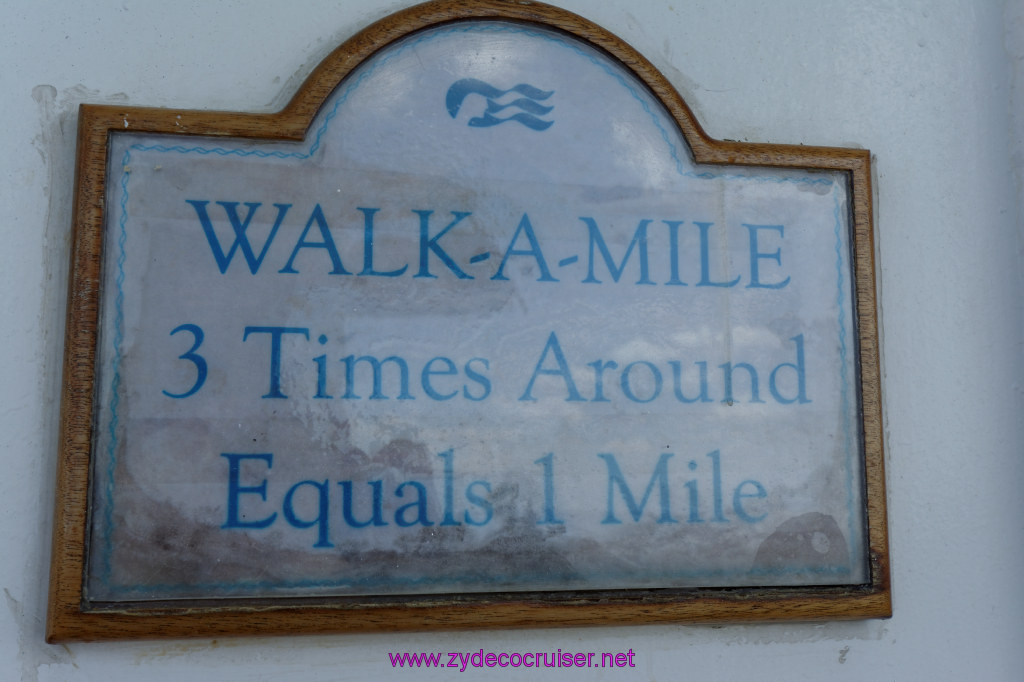 WALK-A-MILE
3 Times Around
Equals 1 Mile
www.zydecocruiser.net